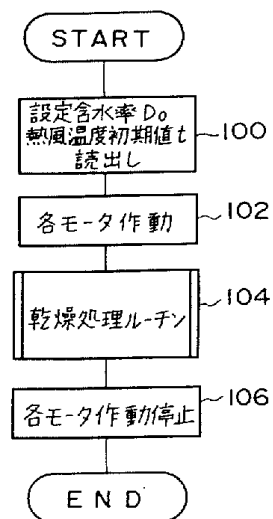 START
設定含水率Do
熱風温度初期値t
読出し
100
各モータ作動
102
乾燥処理ルーチン
104
各モータ作動停止
106
END